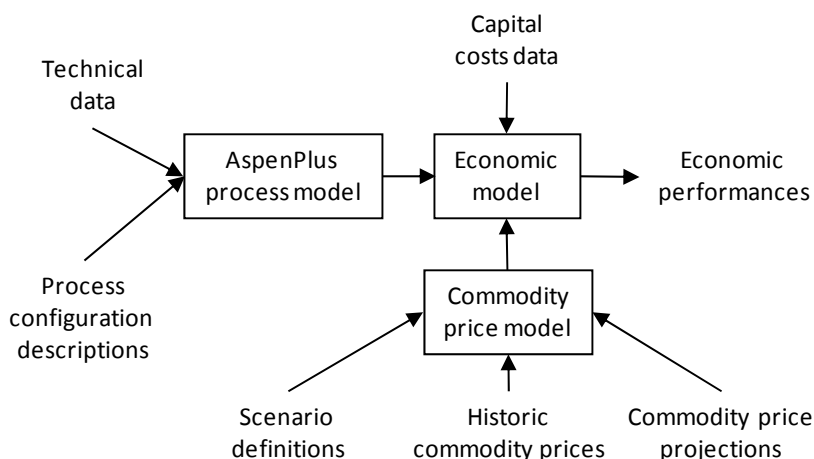 Capital
costs data
Technical
data
AspenPlus
process model
Economic
model
Economic
performances
Process
configuration
descriptions
Commodity
price model
Scenario
definitions
Historic
commodity prices
Commodity price
projections